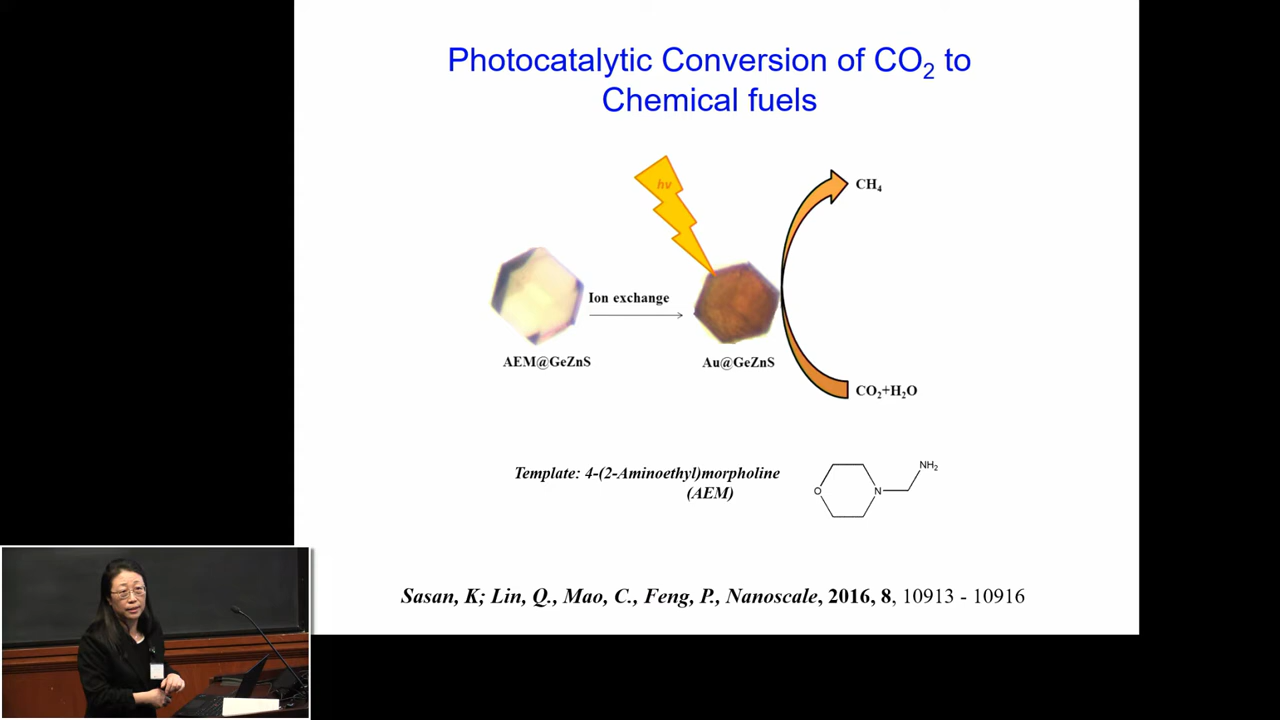 Photocatalytic Conversion of CO₂ to
Chemical fuels
hv
CH₄
Ion exchange
AEM@GeZnS
Au@GeZnS
CO₂+H₂O
Template: 4-(2-Aminoethyl)morpholine
(AEM)
NH₂
O
N
Sasan, K; Lin, Q., Mao, C., Feng, P., Nanoscale, 2016, 8, 10913 - 10916